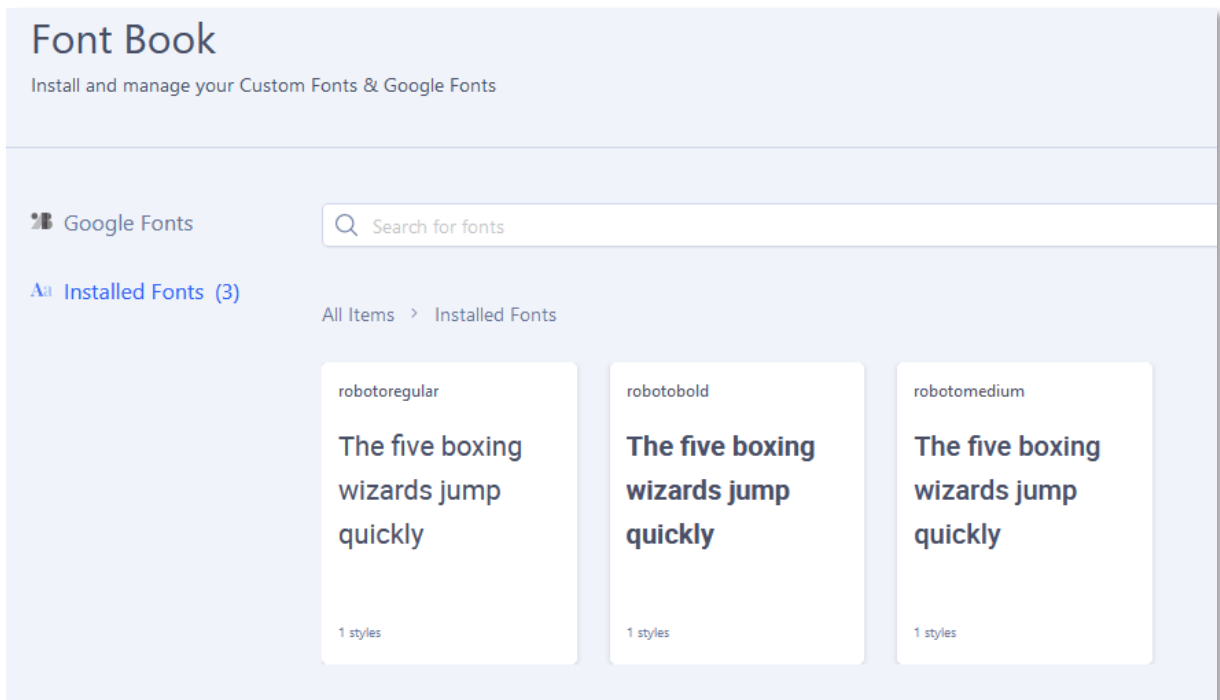 Font Book
Install and manage your Custom Fonts & Google Fonts
Google Fonts
Aa Installed Fonts (3)
Search for fonts
All Items > Installed Fonts
robotoregular
The five boxing
wizards jump
quickly
1 styles
robotobold
The five boxing
wizards jump
quickly
1 styles
robotomedium
The five boxing
wizards jump
quickly
1 styles